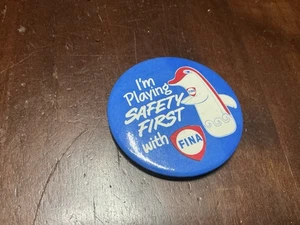 I'm
Playing
SAFETY
FIRST
with
FINA